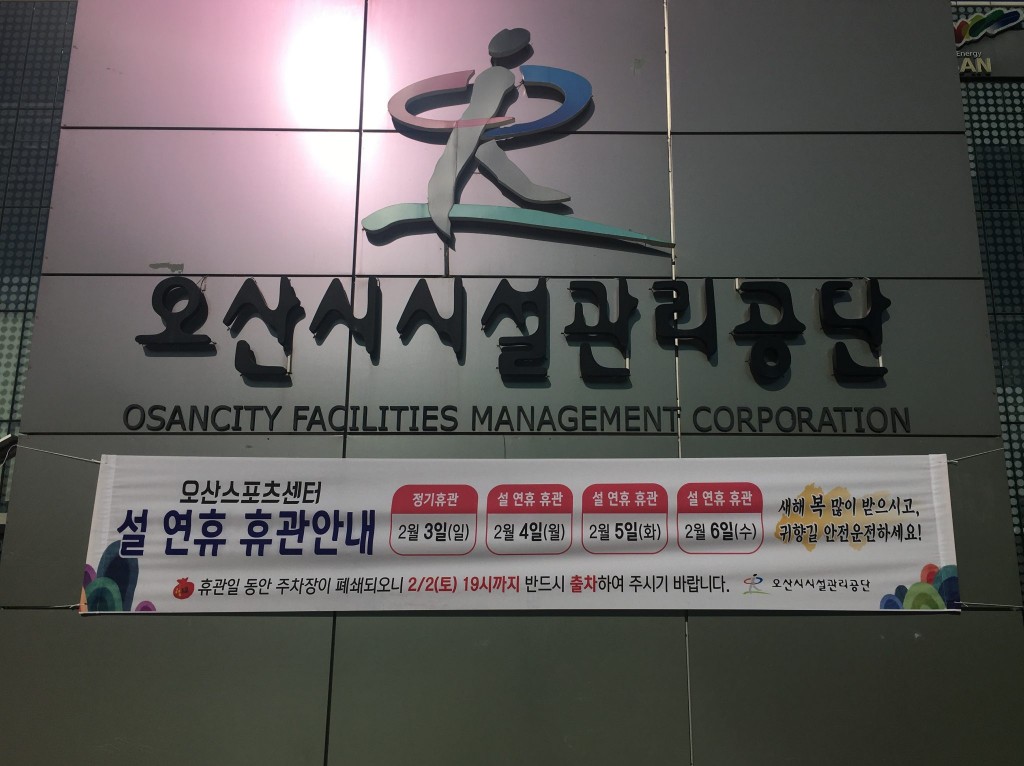 Energy
오산시시설관리공단
OSANCITY FACILITIES MANAGEMENT CORPORATION
오산스포츠센터
설 연휴 휴관안내
정기휴관
2월 3일(일)
설 연휴 휴관
2월 4일(월)
설 연휴 휴관
2월 5일(화)
설 연휴 휴관
2월 6일(수)
새해 복 많이 받으시고,
귀향길 안전운전하세요!
휴관일 동안 주차장이 폐쇄되오니 2/2(토) 19시까지 반드시 출차하여 주시기 바랍니다.
오산시시설관리공단